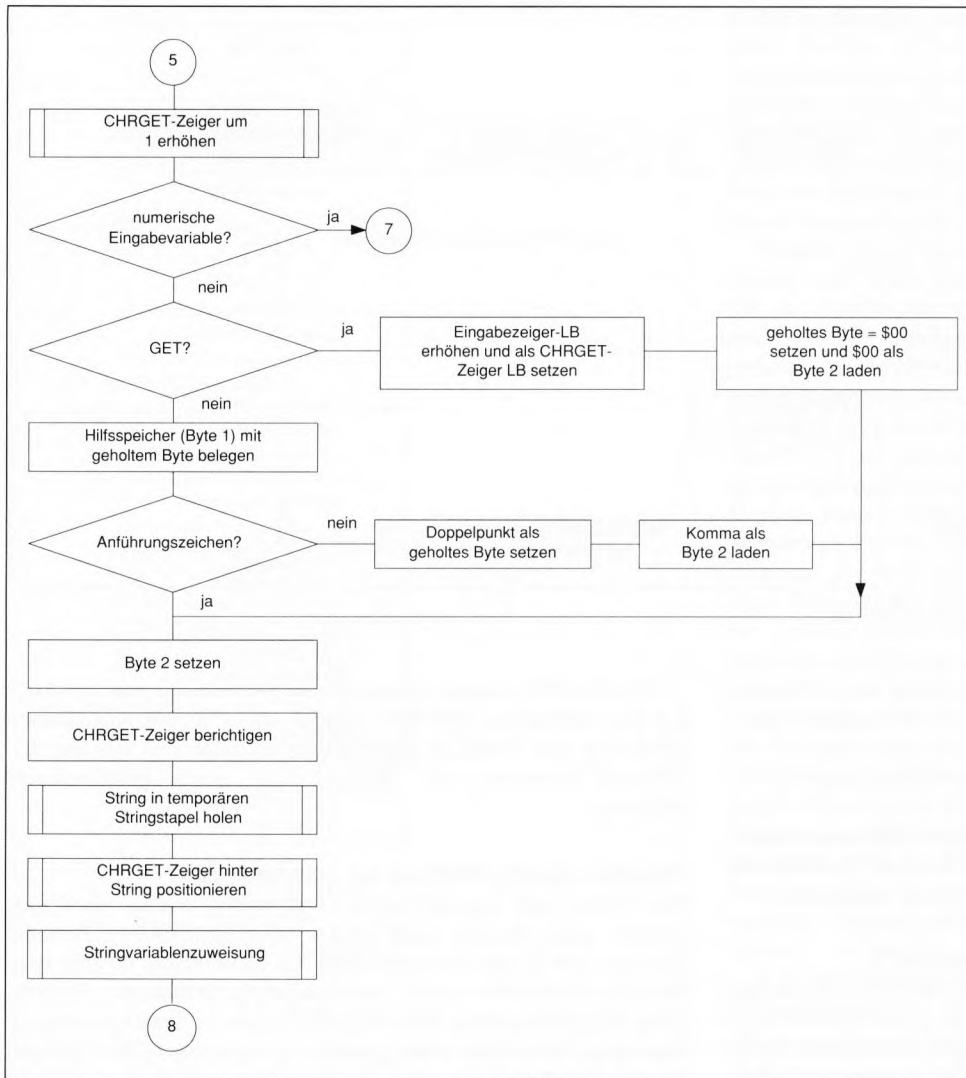 5
CHRGET-Zeiger um
1 erhöhen
numerische
Eingabevariable?
ja
7
nein
GET?
ja
Eingabezeiger-LB
erhöhen und als CHRGET-
Zeiger LB setzen
geholtes Byte = $00
setzen und $00 als
Byte 2 laden
nein
Hilfsspeicher (Byte 1) mit
geholtem Byte belegen
Anführungszeichen?
nein
Doppelpunkt als
geholtes Byte setzen
Komma als
Byte 2 laden
ja
Byte 2 setzen
CHRGET-Zeiger berichtigen
String in temporären
Stringstapel holen
CHRGET-Zeiger hinter
String positionieren
Stringvariablenzuweisung
8